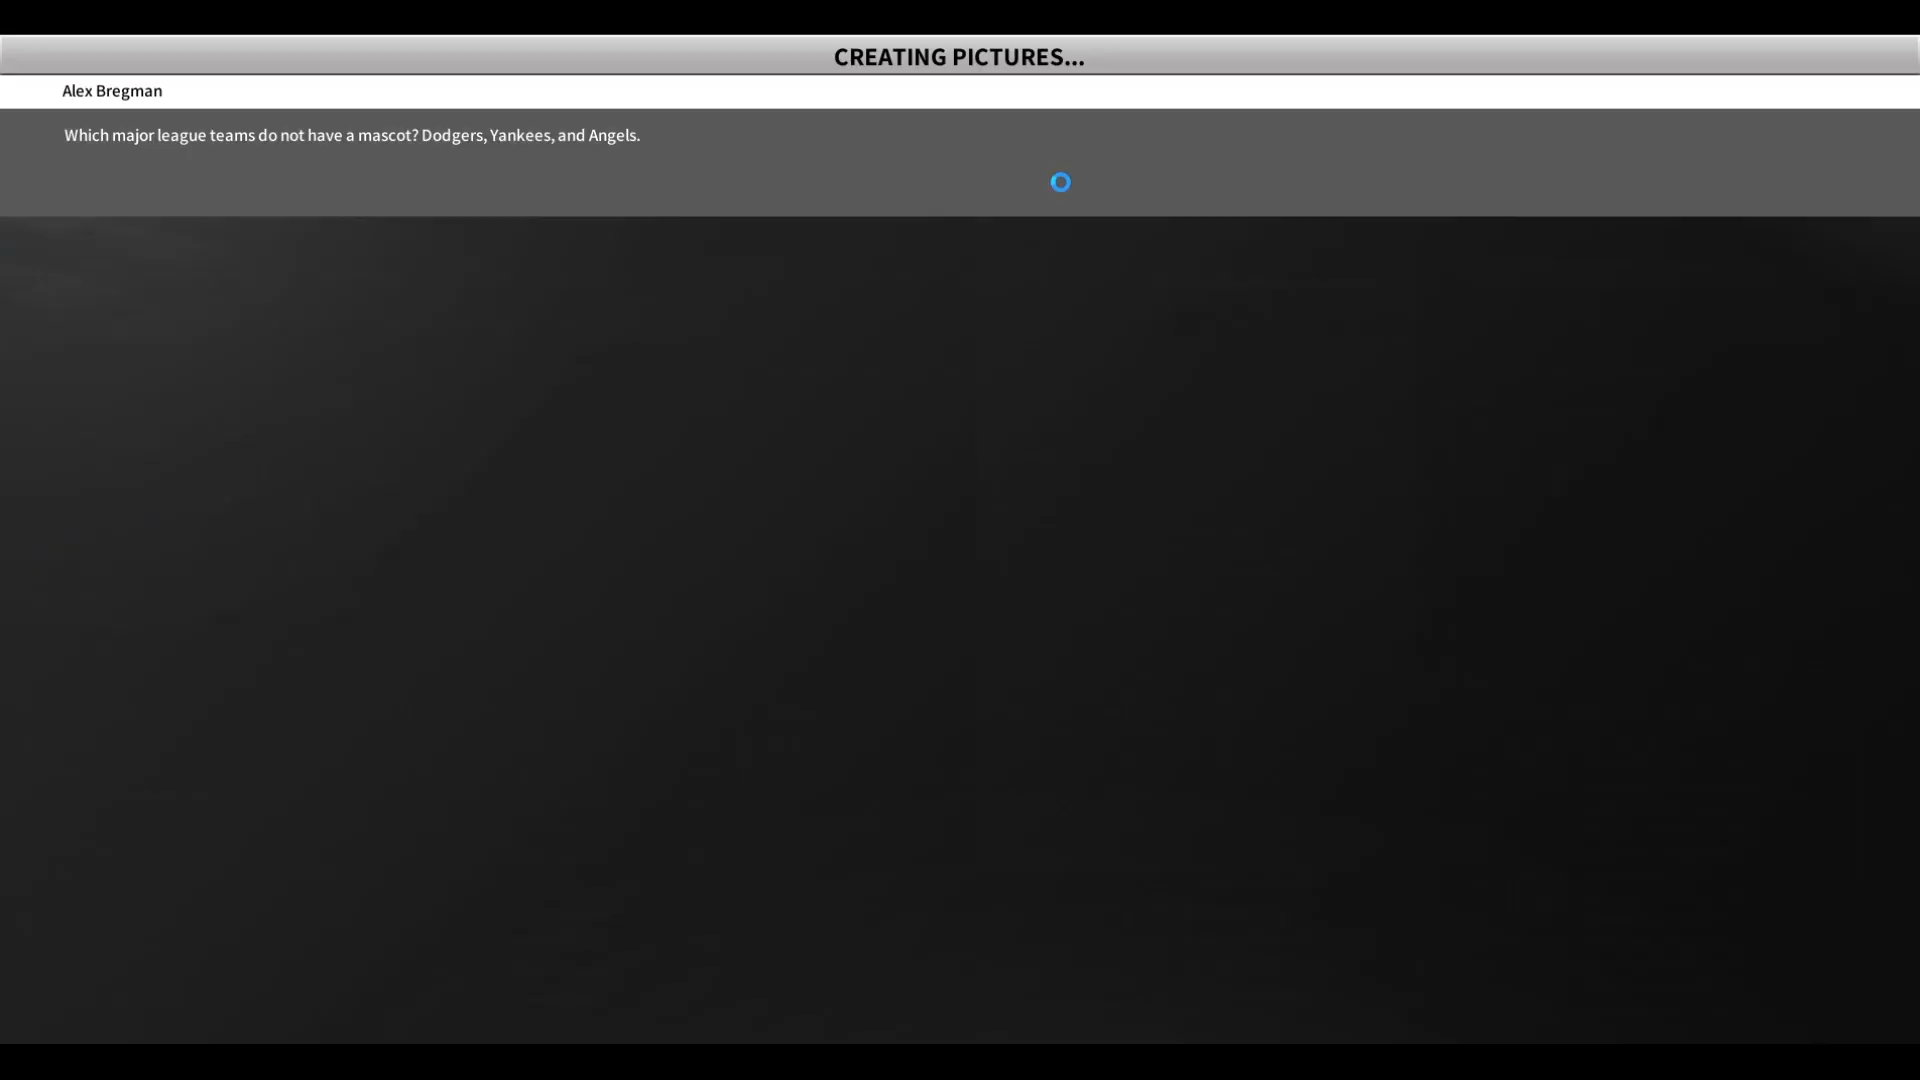 CREATING PICTURES...
Alex Bregman
Which major league teams do not have a mascot? Dodgers, Yankees, and Angels.